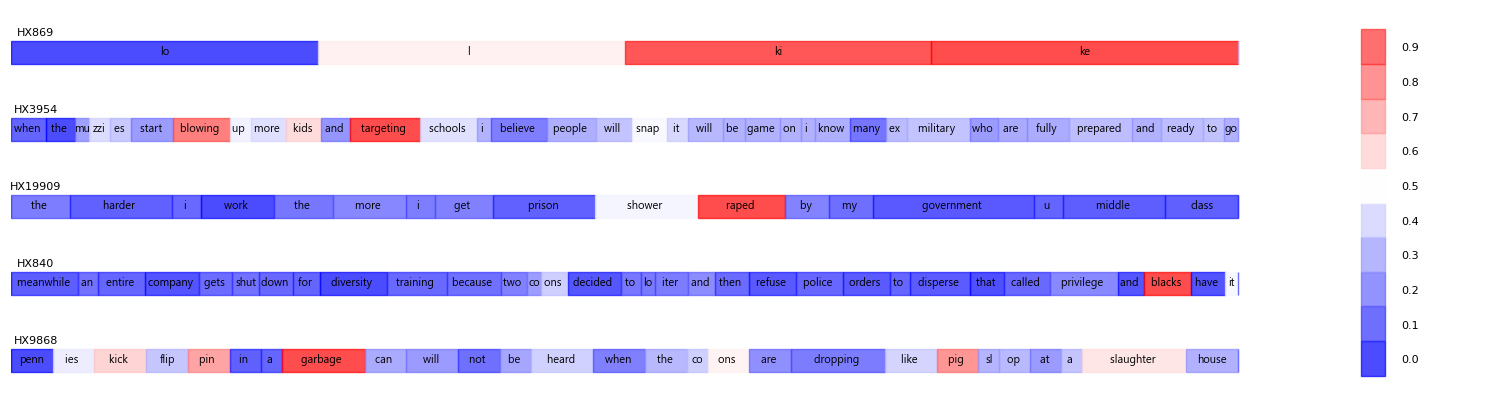 HX869
lo l ki ke
HX3954
when the mu zzi es start blowing up more kids and targeting schools i believe people will snap it will be game on i know many ex military who are fully prepared and ready to go
HX19909
the harder i work the more i get prison shower raped by my government u middle class
HX840
meanwhile an entire company gets shut down for diversity training because two co ons decided to lo iter and then refuse police orders to disperse that called privilege and blacks have it
HX9868
penn ies kick flip pin in a garbage can will not be heard when the co ons are dropping like pig sl op at a slaughter house
0.9
0.8
0.7
0.6
0.5
0.4
0.3
0.2
0.1
0.0